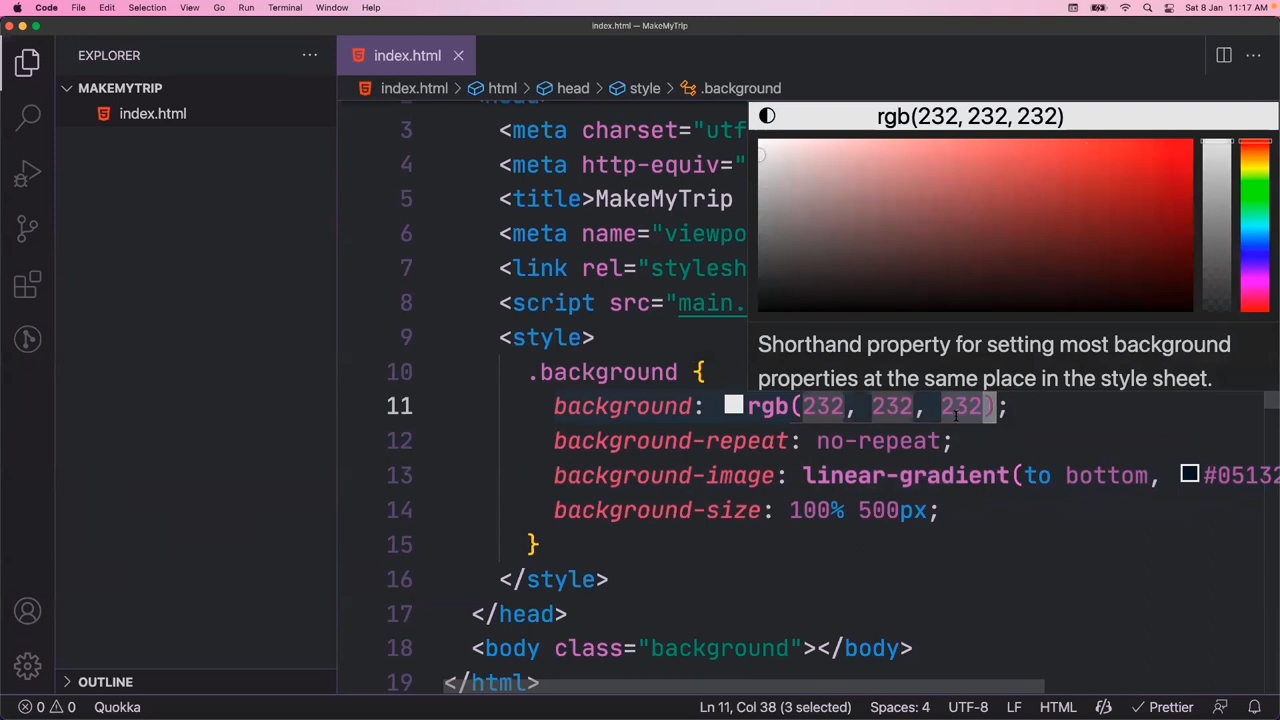 Code File Edit Selection View Go Run Terminal Window Help Sat 8 Jan 11:17 AM
index.html — MakeMyTrip
EXPLORER
index.html
MAKEMYTRIP
index.html > html > head > style > .background
index.html
3 <meta charset="utf
4 <meta http-equiv="
5 <title>MakeMyTrip
6 <meta name="viewpo
7 <link rel="stylesh
8 <script src="main.
9 <style>
10 .background {
rgb(232, 232, 232)
Shorthand property for setting most background
properties at the same place in the style sheet.
11 background: rgb(232, 232, 232);
12 background-repeat: no-repeat;
13 background-image: linear-gradient(to bottom, #05132
14 background-size: 100% 500px;
15 }
16 </style>
17 </head>
18 <body class="background"></body>
19 </html>
OUTLINE
0 0 Quokka Ln 11, Col 38 (3 selected) Spaces: 4 UTF-8 LF HTML Prettier